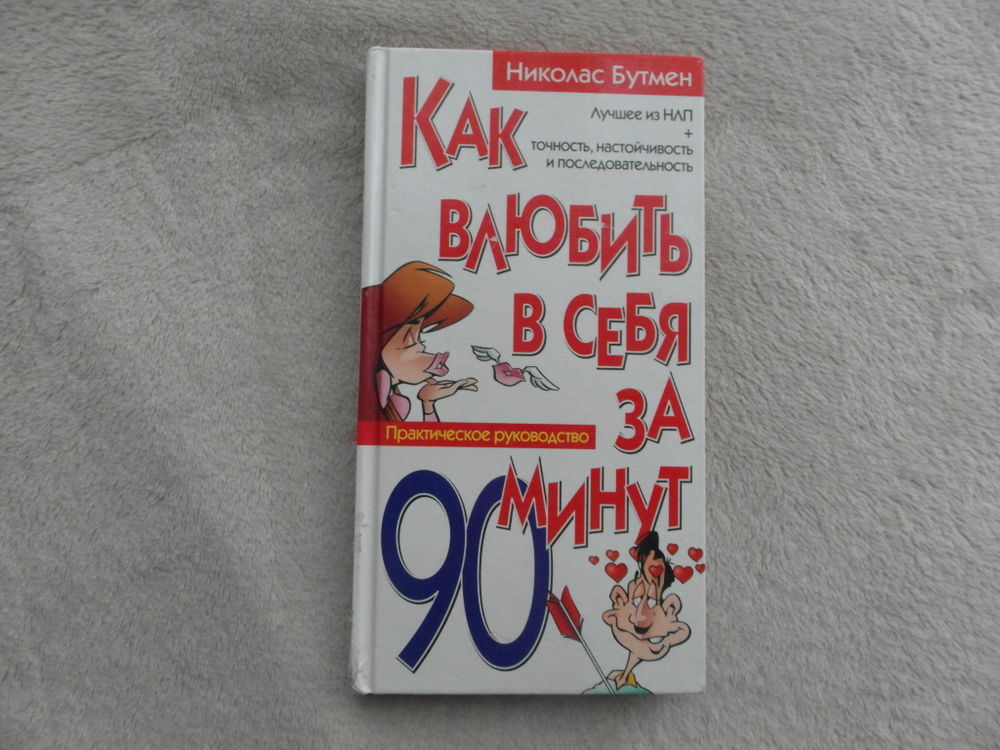 Николас Бутмен
Лучшее из НЛП
+
точность, настойчивость
и последовательность
Как
влюбить
в себя
за
90 минут
Практическое руководство